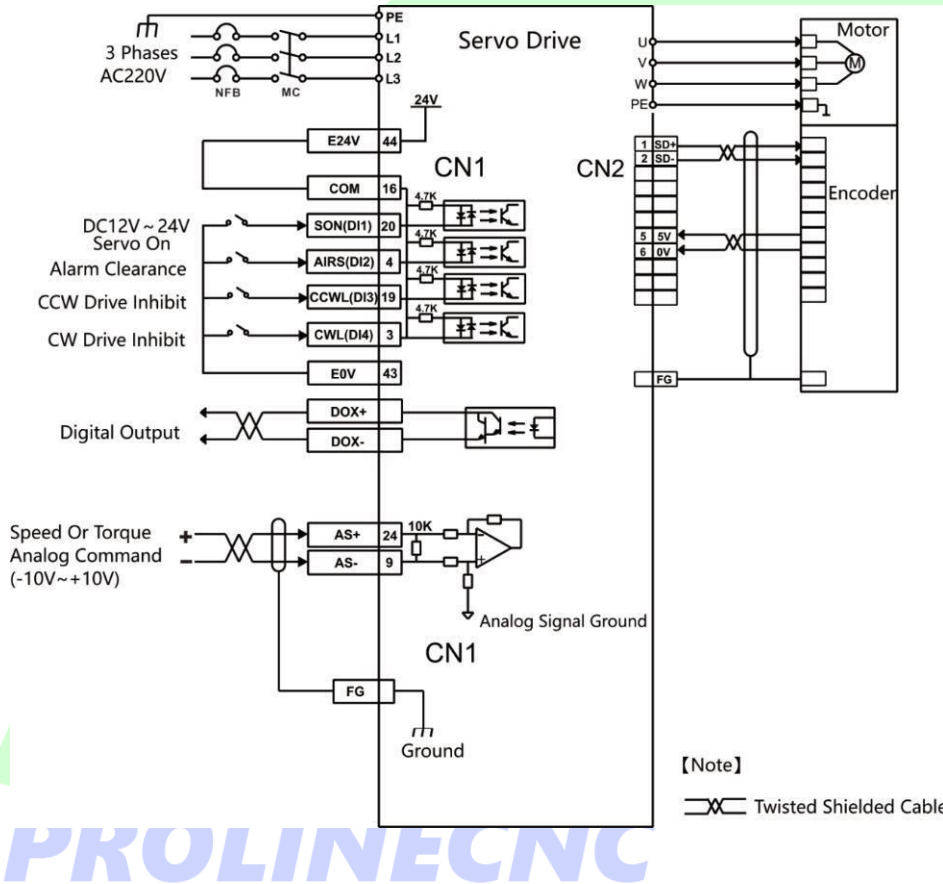 PE
L1
L2
L3
3 Phases
AC220V
NFB
MC
Servo Drive
U
V
W
PE
Motor
M
24V
E24V 44
CN1
COM 16
4.7K
DC12V ~ 24V
Servo On
SON(DI1) 20
4.7K
Alarm Clearance
AIRS(DI2) 4
4.7K
CCW Drive Inhibit
CCWL(DI3) 19
4.7K
CW Drive Inhibit
CWL(DI4) 3
E0V 43
CN2
1 SD+
2 SD-
5 5V
6 0V
FG
Encoder
Digital Output
DOX+
DOX-
Speed Or Torque
Analog Command
(-10V~+10V)
+
−
AS+ 24
AS- 9
10K
-
+
Analog Signal Ground
CN1
FG
Ground
【Note】
Twisted Shielded Cable
PROLINECNC